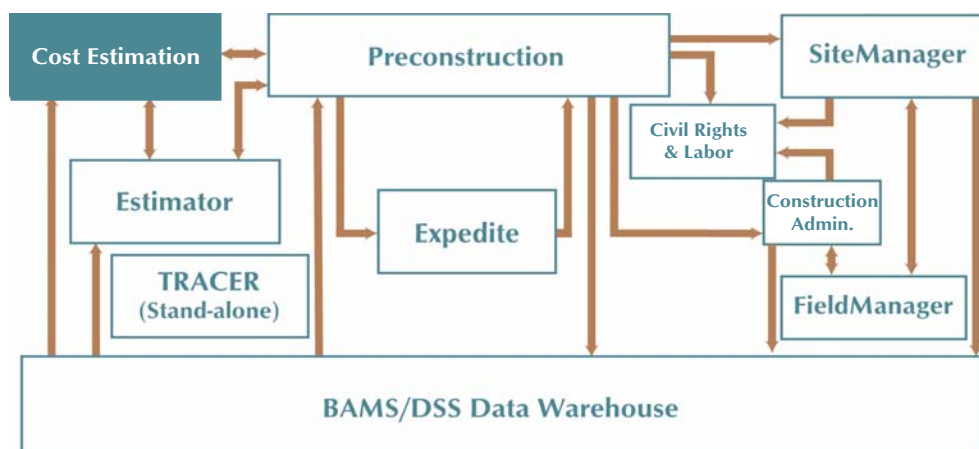 Cost Estimation
Preconstruction
SiteManager
Civil Rights
& Labor
Estimator
Construction
Admin.
Expedite
TRACER
(Stand-alone)
FieldManager
BAMS/DSS Data Warehouse